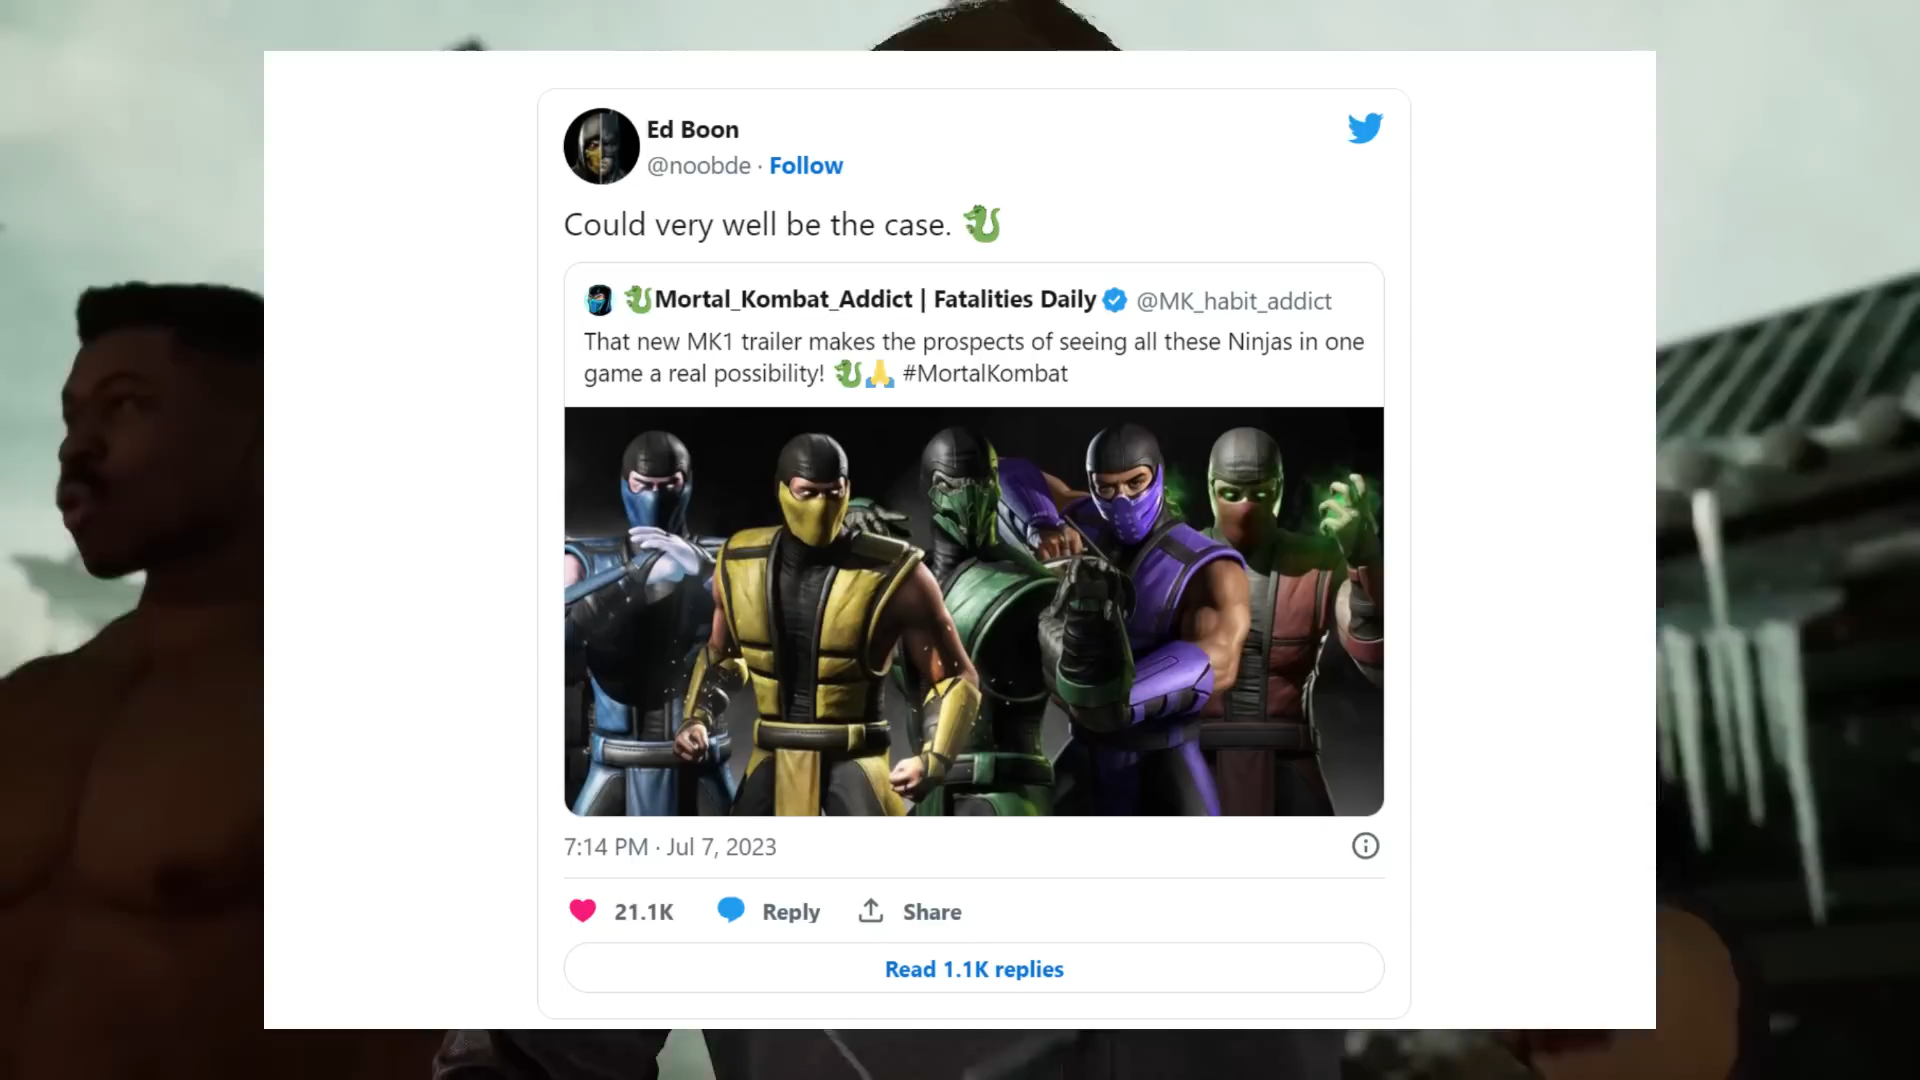 Ed Boon
@noobde · Follow
Could very well be the case. 🐉
🐉Mortal_Kombat_Addict | Fatalities Daily @MK_habit_addict
That new MK1 trailer makes the prospects of seeing all these Ninjas in one
game a real possibility! 🐉🙏 #MortalKombat
7:14 PM · Jul 7, 2023
21.1K Reply Share
Read 1.1K replies